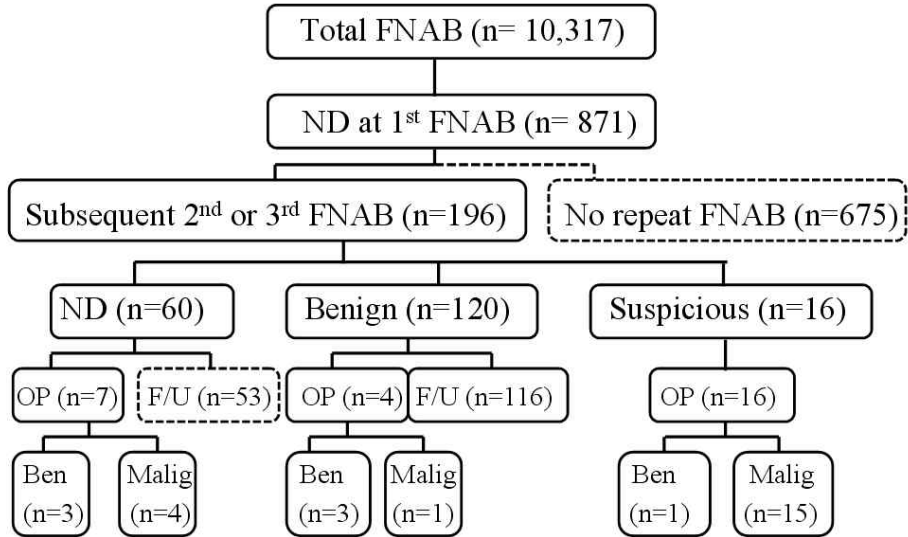 Total FNAB (n= 10,317)
ND at 1st FNAB (n= 871)
Subsequent 2nd or 3rd FNAB (n=196)
No repeat FNAB (n=675)
ND (n=60)
Benign (n=120)
Suspicious (n=16)
OP (n=7)
F/U (n=53)
OP (n=4)
F/U (n=116)
OP (n=16)
Ben
(n=3)
Malig
(n=4)
Ben
(n=3)
Malig
(n=1)
Ben
(n=1)
Malig
(n=15)